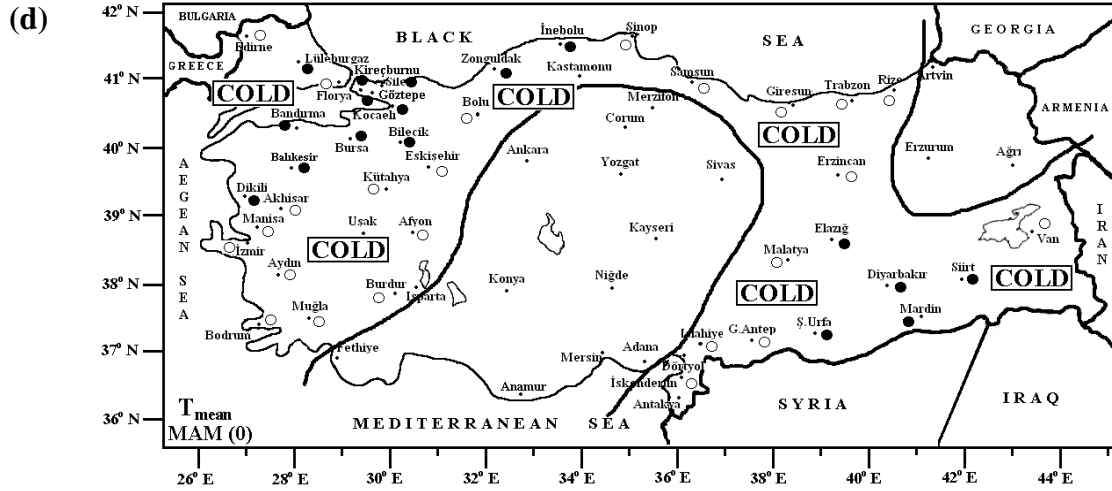 (d)
42° N
41° N
40° N
39° N
38° N
37° N
36° N
BULGARIA
BLACK SEA
GEORGIA
GREECE
ARMENIA
IRAN
IRAQ
SYRIA
AEGEAN SEA
MEDITERRANEAN SEA
Edirne
Lüleburgaz
Kireçburnu
Şile
Florya
Göztepe
Kocaeli
Zonguldak
İnebolu
Sinop
Kastamonu
Samsun
Merzifon
Giresun
Trabzon
Rize
Artvin
COLD
COLD
COLD
Bandırma
Bursa
Bilecik
Bolu
Çorum
Ankara
Yozgat
Sivas
Erzincan
Erzurum
Ağrı
Balıkesir
Eskişehir
Kütahya
Dikili
Akhisar
Manisa
Uşak
Afyon
İzmir
COLD
Aydın
Burdur
Isparta
Konya
Kayseri
Niğde
Malatya
Elazığ
Van
COLD
Diyarbakır
Siirt
COLD
Mardin
Bodrum
Muğla
Fethiye
Mersin
Adana
Islahiye
G.Antep
Ş.Urfa
Dörtyol
İskenderun
Antakya
Anamur
T mean
MAM (0)
26° E 28° E 30° E 32° E 34° E 36° E 38° E 40° E 42° E 44° E